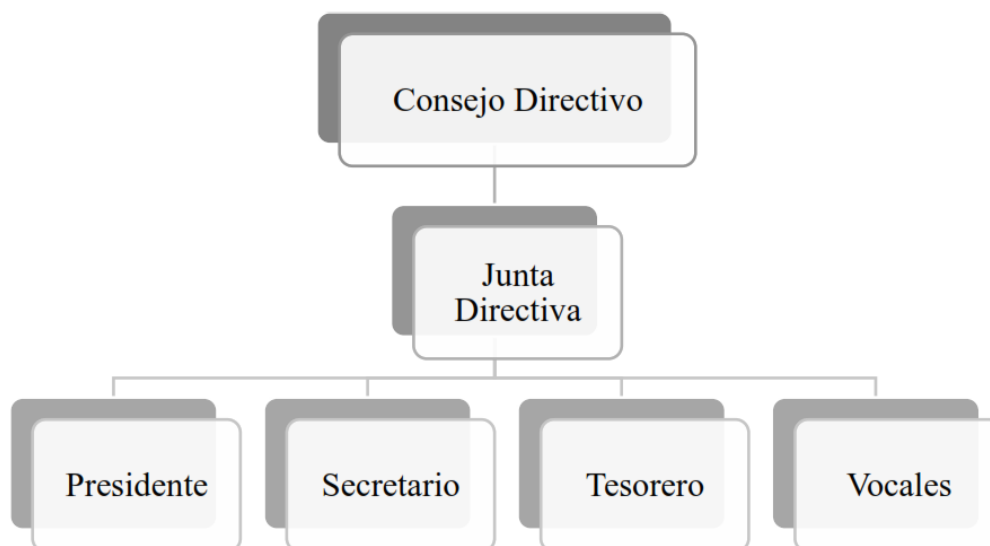 Consejo Directivo
Junta
Directiva
Presidente
Secretario
Tesorero
Vocales